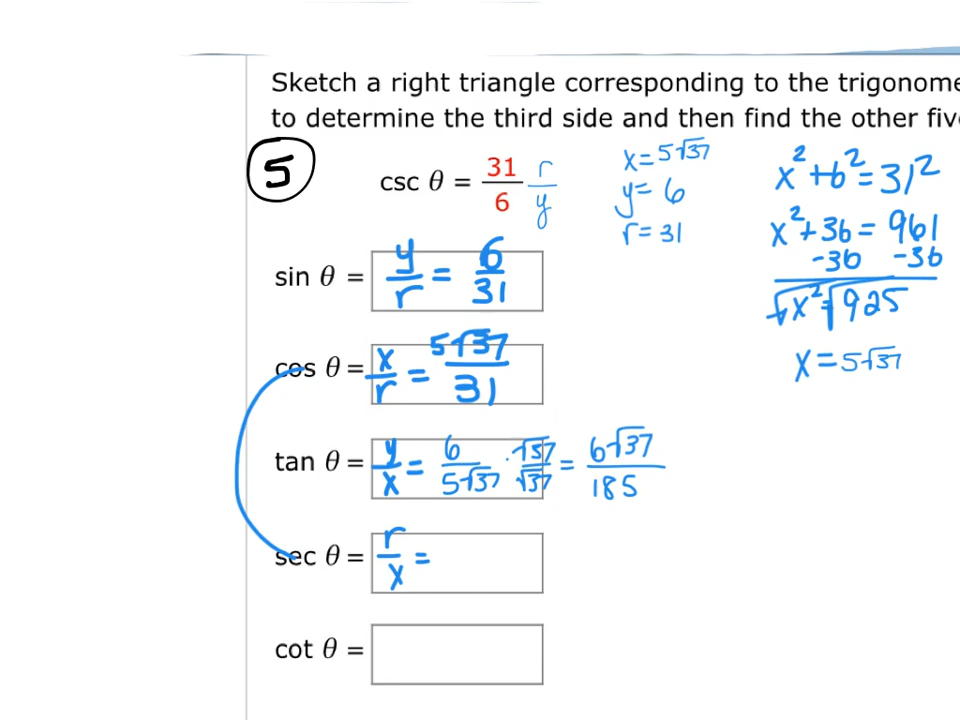 Sketch a right triangle corresponding to the trigonome
to determine the third side and then find the other five
5
csc θ = 31/6 r/y
x = 5√37
y = 6
r = 31
x² + 6² = 31²
x² + 36 = 961
-36 -36
√x² = √925
x = 5√37
sin θ = y/r = 6/31
cos θ = x/r = 5√37/31
tan θ = y/x = 6/5√37 · √37/√37 = 6√37/185
sec θ = r/x =
cot θ =